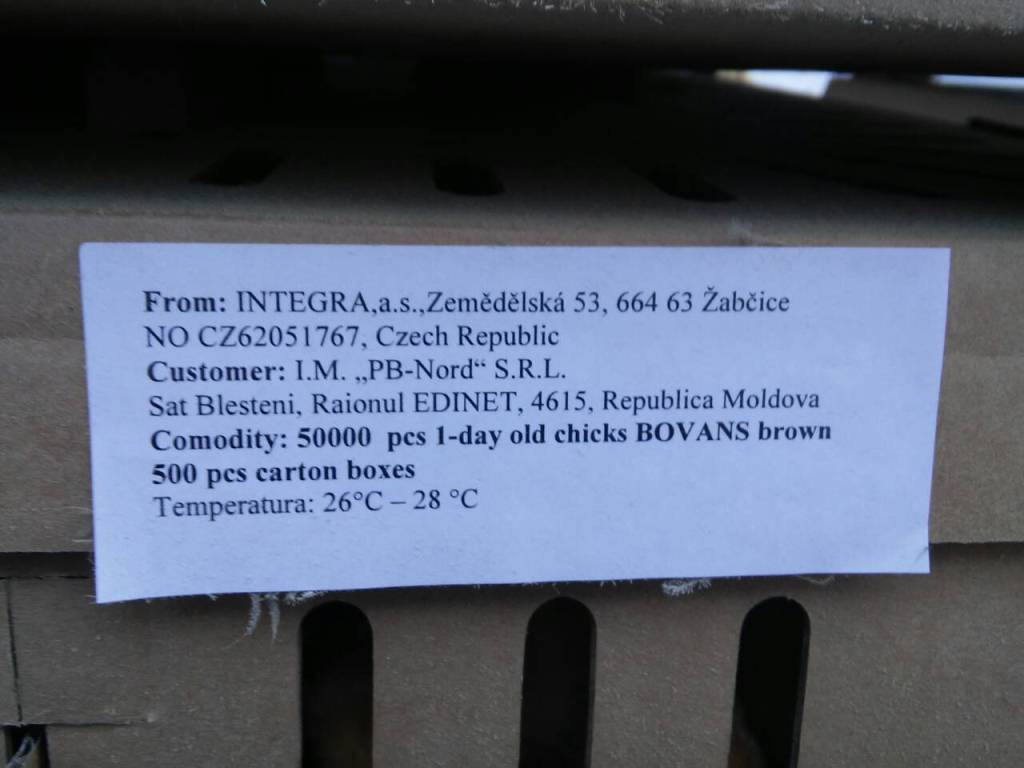 From: INTEGRA,a.s.,Zemědělská 53, 664 63 Žabčice
NO CZ62051767, Czech Republic
Customer: I.M. „PB-Nord“ S.R.L.
Sat Blesteni, Raionul EDINET, 4615, Republica Moldova
Comodity: 50000 pcs 1-day old chicks BOVANS brown
500 pcs carton boxes
Temperatura: 26°C – 28 °C